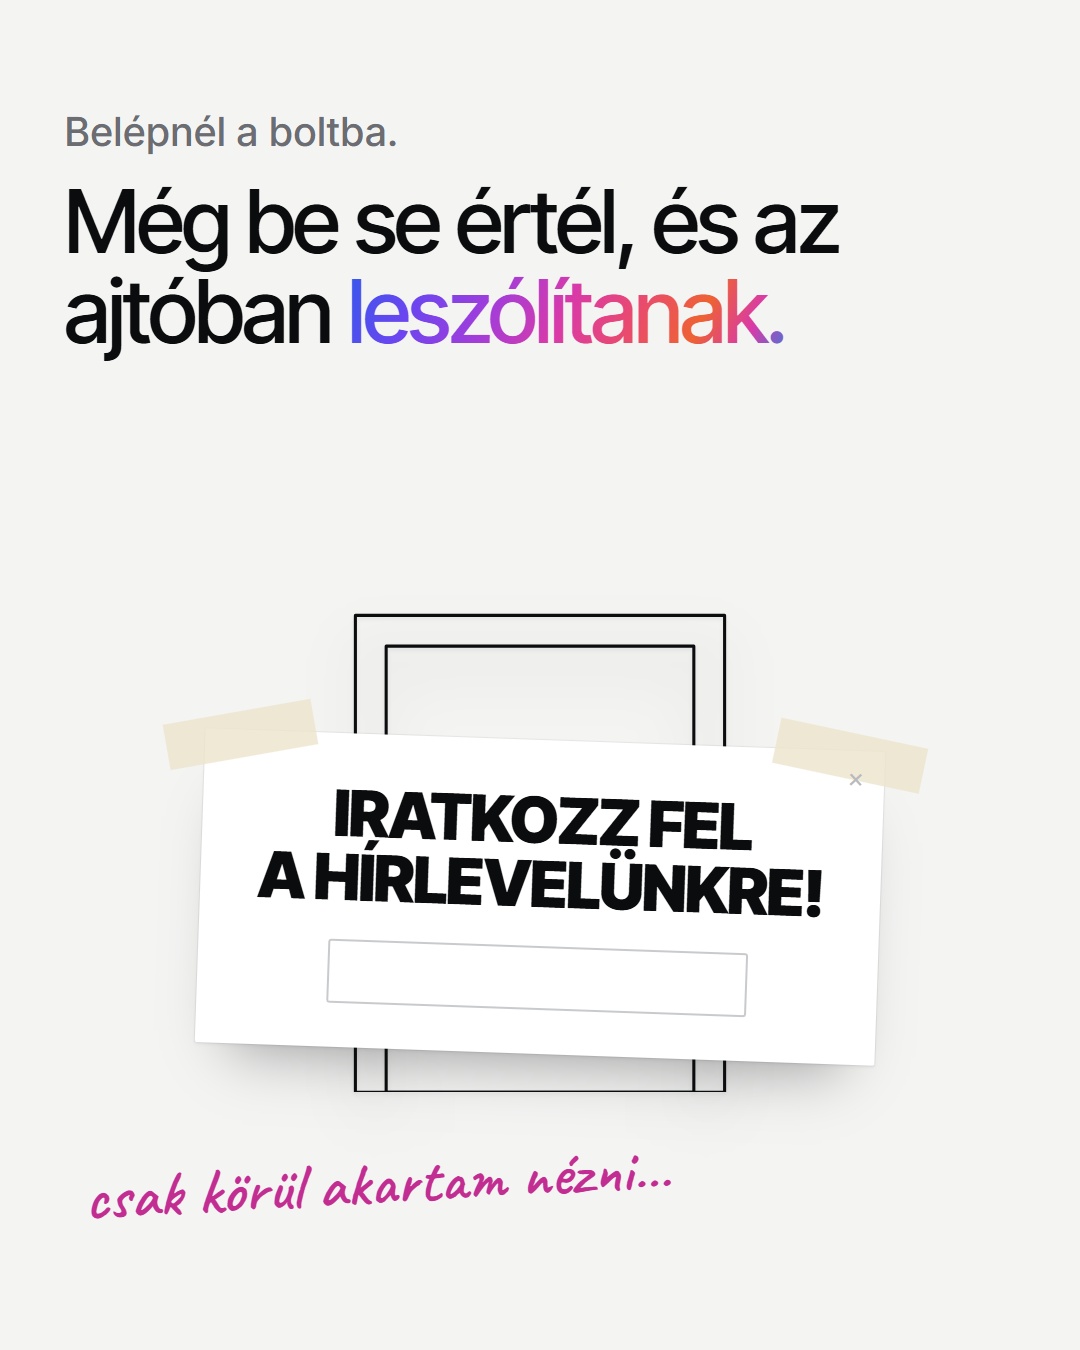 Belépnél a boltba.
Még be se értél, és az
ajtóban leszólítanak.
×
IRATKOZZ FEL
A HÍRLEVELÜNKRE!
csak körül akartam nézni...